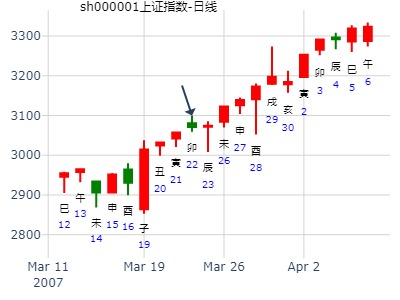 sh000001上证指数-日线
3300
3200
3100
3000
2900
2800
巳
12
午
13
未
14
申
15
酉
16
子
19
丑
20
寅
21
卯
22
辰
23
未
26
申
27
酉
28
戌
29
亥
30
寅
2
卯
3
辰
4
巳
5
午
6
Mar 11
2007
Mar 19
Mar 26
Apr 2